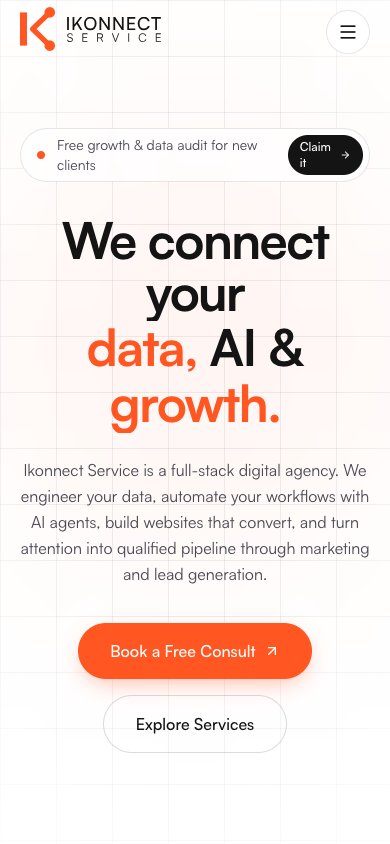 IKONNECT
SERVICE
Free growth & data audit for new
clients
Claim
it
We connect
your
data, AI &
growth.
Ikonnect Service is a full-stack digital agency. We
engineer your data, automate your workflows with
AI agents, build websites that convert, and turn
attention into qualified pipeline through marketing
and lead generation.
Book a Free Consult
Explore Services